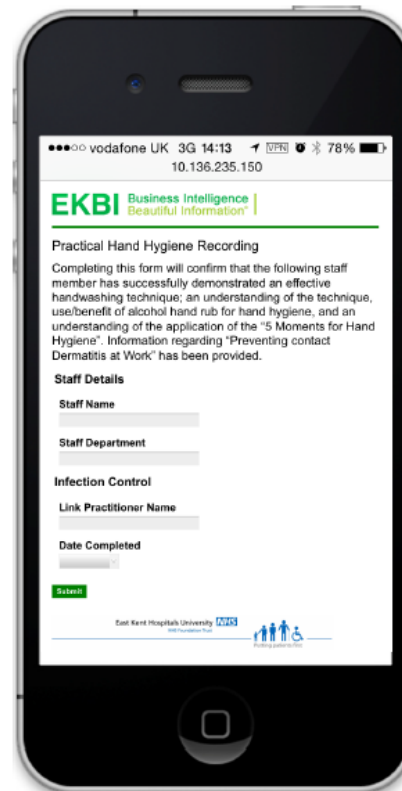 vodafone UK 3G 14:13 VPN 78%
10.136.235.150
EKBI Business Intelligence
Beautiful Information"
Practical Hand Hygiene Recording
Completing this form will confirm that the following staff
member has successfully demonstrated an effective
handwashing technique; an understanding of the technique,
use/benefit of alcohol hand rub for hand hygiene, and an
understanding of the application of the "5 Moments for Hand
Hygiene". Information regarding "Preventing contact
Dermatitis at Work" has been provided.
Staff Details
Staff Name
Staff Department
Infection Control
Link Practitioner Name
Date Completed
Submit
East Kent Hospitals University NHS
NHS Foundation Trust
Putting patients first